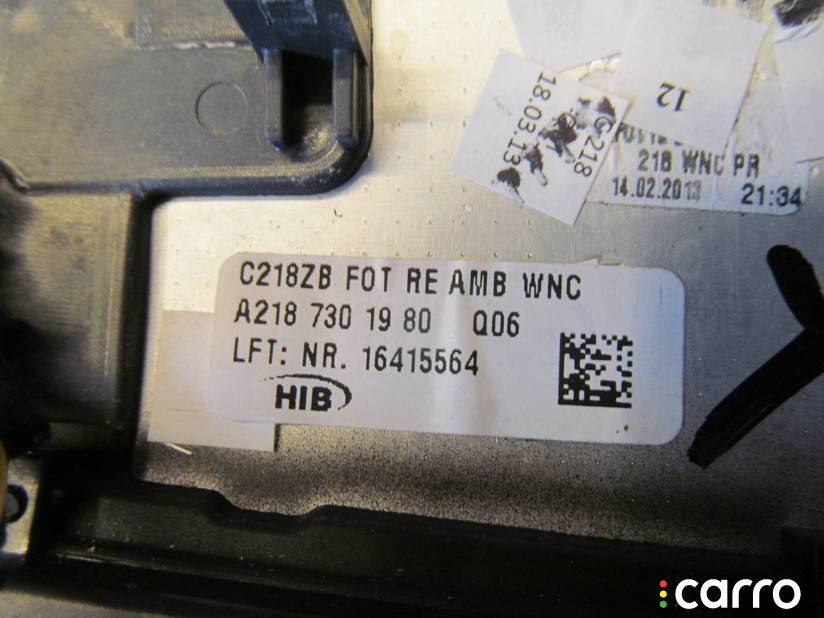 12
18.03.13
218
218 WNC PR
14.02.2013 21:34
C218ZB FOT RE AMB WNC
A218 730 19 80 Q06
LFT: NR. 16415564
HIB
carro